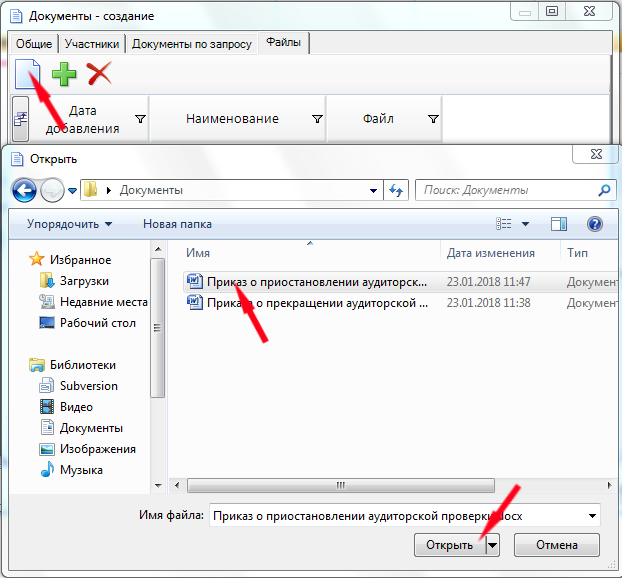 Документы - создание
Общие Участники Документы по запросу Файлы
Дата добавления Наименование Файл
Открыть
Документы Поиск: Документы
Упорядочить Новая папка
Имя Дата изменения Тип
Избранное
Загрузки
Недавние места
Рабочий стол
Библиотеки
Subversion
Видео
Документы
Изображения
Музыка
Приказ о приостановлении аудиторск... 23.01.2018 11:47 Документ
Приказ о прекращении аудиторской ... 23.01.2018 11:38 Документ
Имя файла: Приказ о приостановлении аудиторской проверки.docx
Открыть Отмена